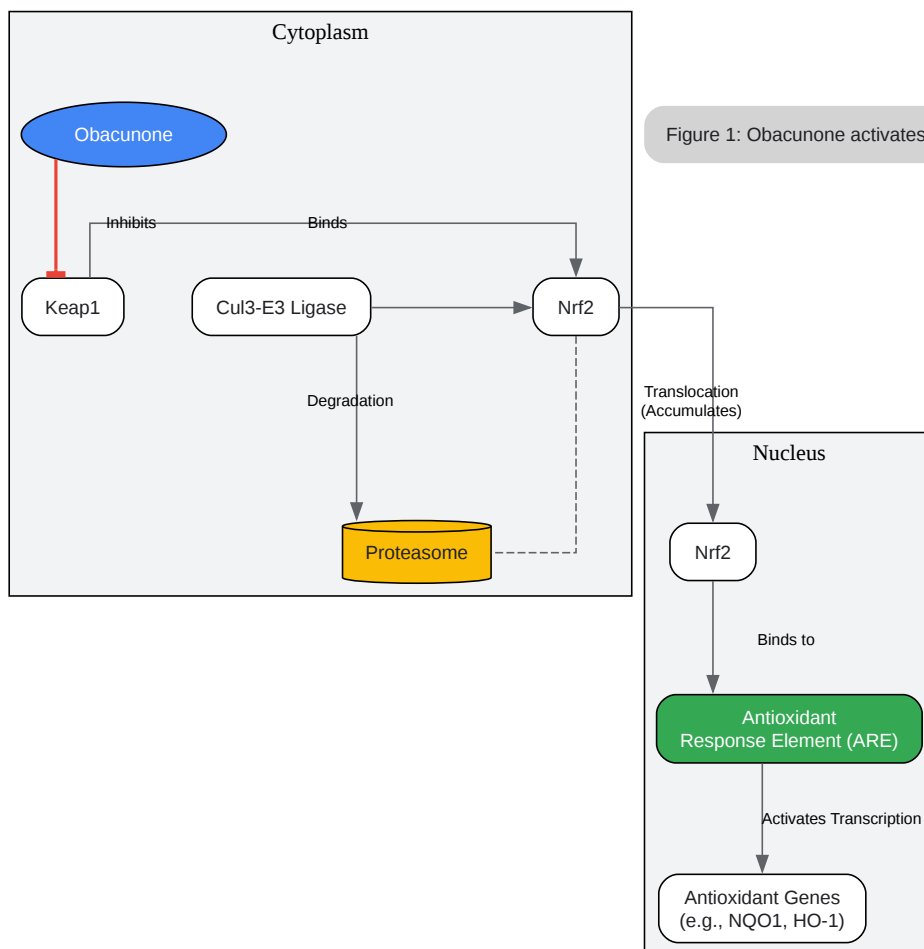 Cytoplasm
Obacunone
Figure 1: Obacunone activates
Inhibits
Binds
Keap1
Cul3-E3 Ligase
Nrf2
Degradation
Translocation
(Accumulates)
Nucleus
Proteasome
Nrf2
Binds to
Antioxidant
Response Element (ARE)
Activates Transcription
Antioxidant Genes
(e.g., NQO1, HO-1)